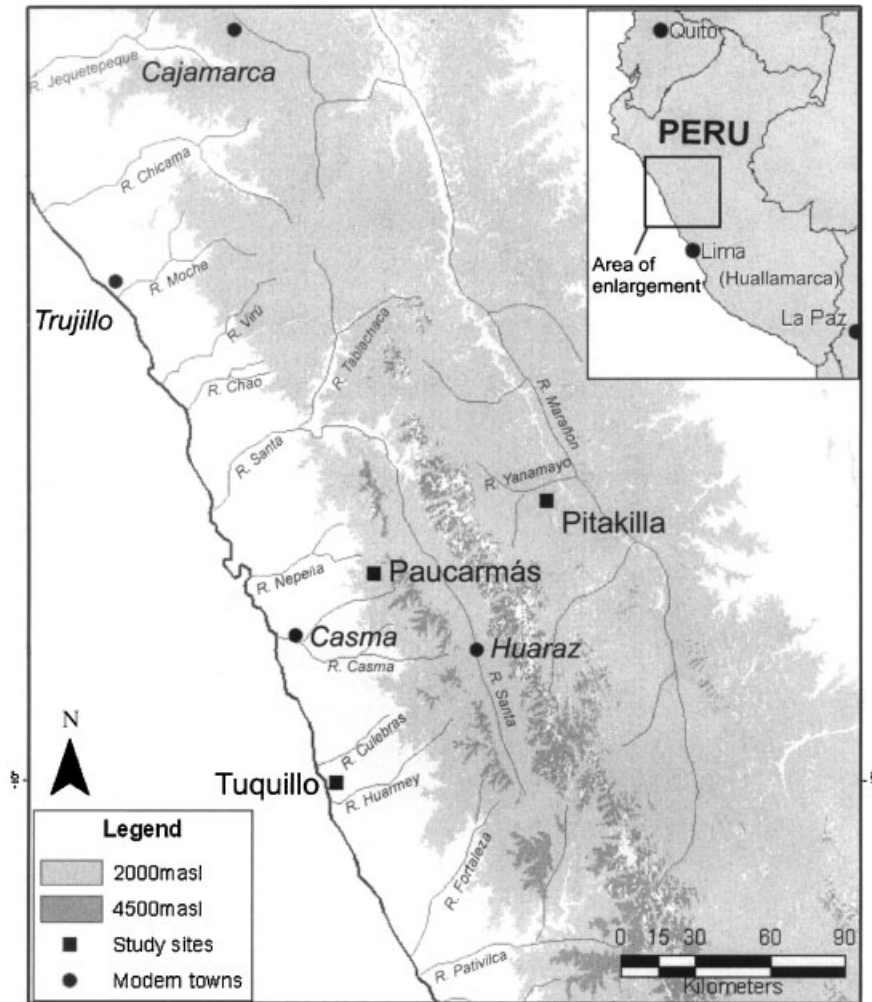 Cajamarca
R. Jequetepeque
R. Chicama
R. Moche
Trujillo
R. Virú
R. Chao
R. Tablachaca
R. Santa
R. Marañon
R. Yanamayo
Pitakilla
Paucarmás
R. Nepeña
Casma
R. Casma
Huaraz
R. Santa
R. Culebras
Tuquillo
R. Huarmey
R. Fortaleza
R. Pativilca
Quito
PERU
Lima
(Huallamarca)
Area of
enlargement
La Paz
N
-10°
Legend
2000masl
4500masl
Study sites
Modern towns
0 15 30 60 90
Kilometers